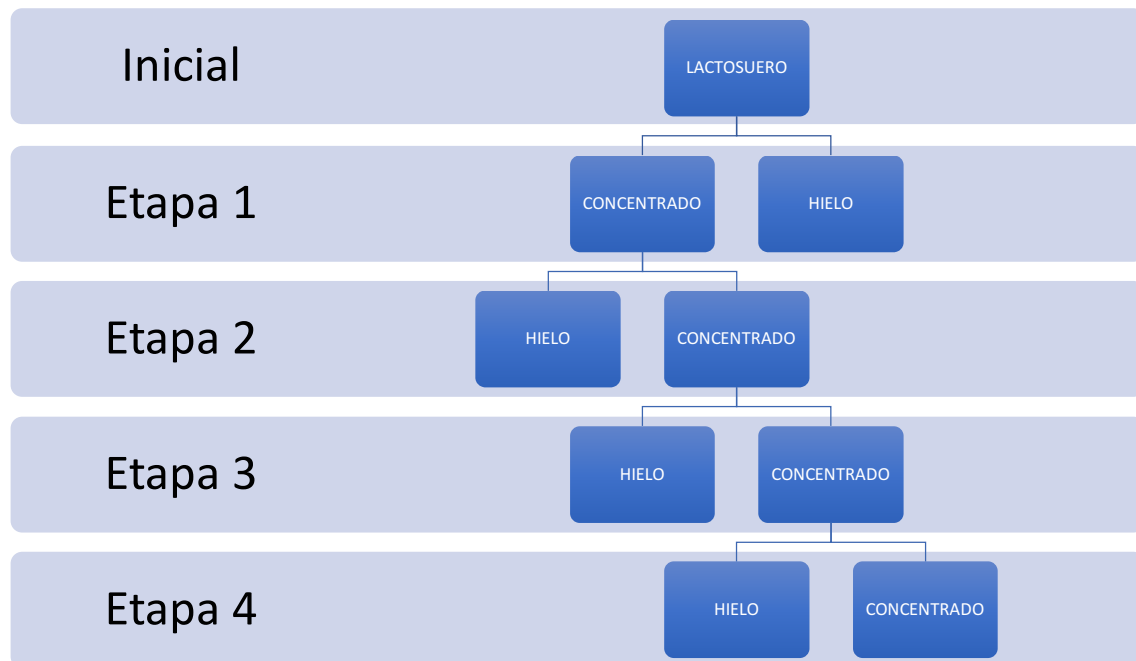 Inicial
LACTOSUERO
Etapa 1
CONCENTRADO
HIELO
Etapa 2
HIELO
CONCENTRADO
Etapa 3
HIELO
CONCENTRADO
Etapa 4
HIELO
CONCENTRADO